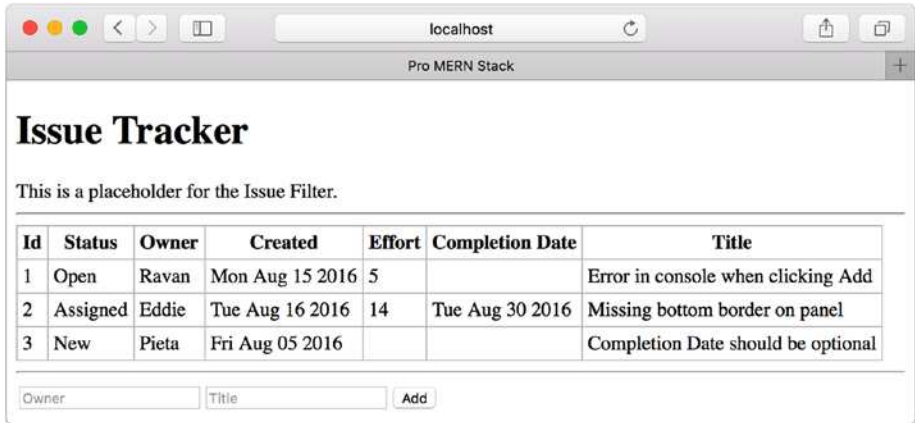 localhost
Pro MERN Stack
Issue Tracker
This is a placeholder for the Issue Filter.
Id Status Owner Created Effort Completion Date Title
1 Open Ravan Mon Aug 15 2016 5 Error in console when clicking Add
2 Assigned Eddie Tue Aug 16 2016 14 Tue Aug 30 2016 Missing bottom border on panel
3 New Pieta Fri Aug 05 2016 Completion Date should be optional
Owner Title Add